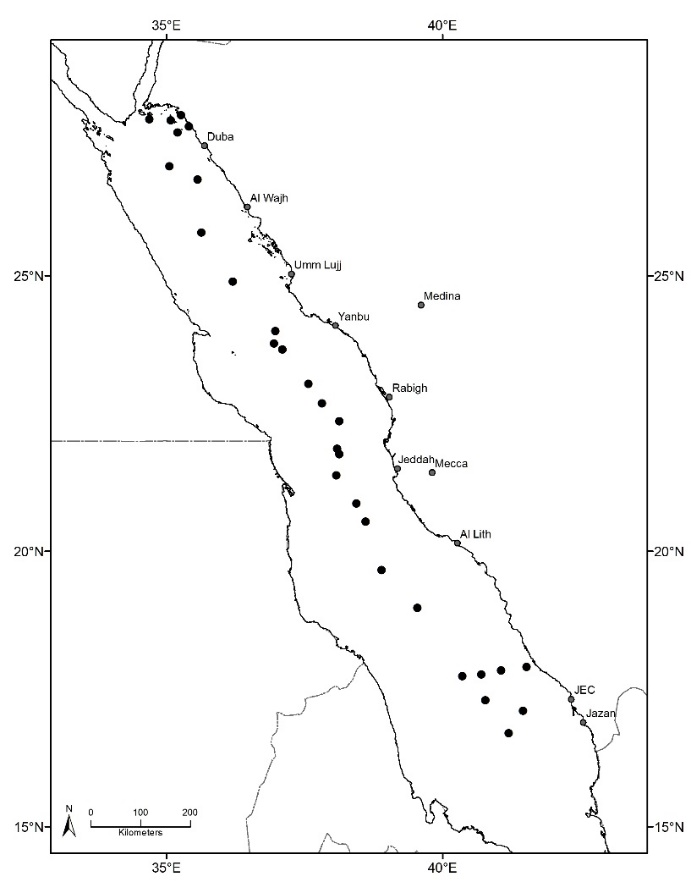 35°E 40°E
Duba
Al Wajh
25°N 25°N
Umm Lujj
Medina
Yanbu
Rabigh
Jeddah Mecca
20°N 20°N
Al Lith
JEC
Jazan
N
0 100 200
Kilometers
15°N 15°N
35°E 40°E